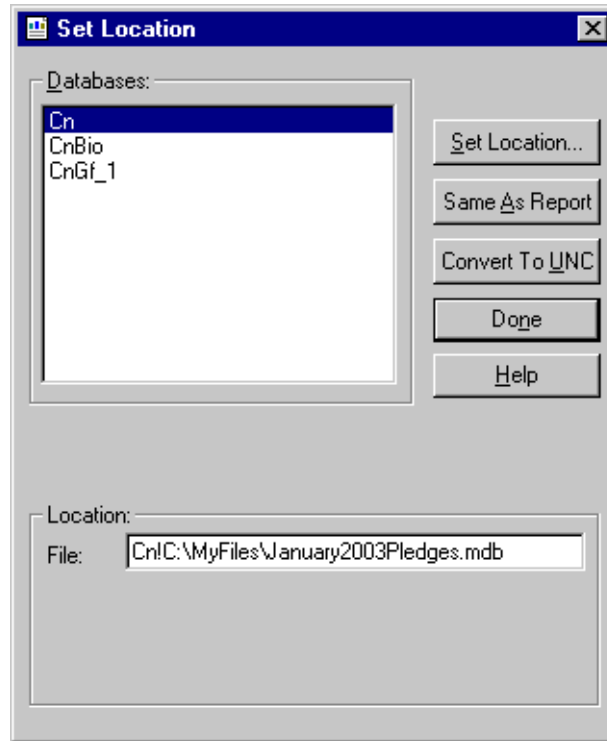 Set Location
Databases:
Cn
CnBio
CnGf_1
Set Location...
Same As Report
Convert To UNC
Done
Help
Location:
File: Cn!C:\MyFiles\January2003Pledges.mdb